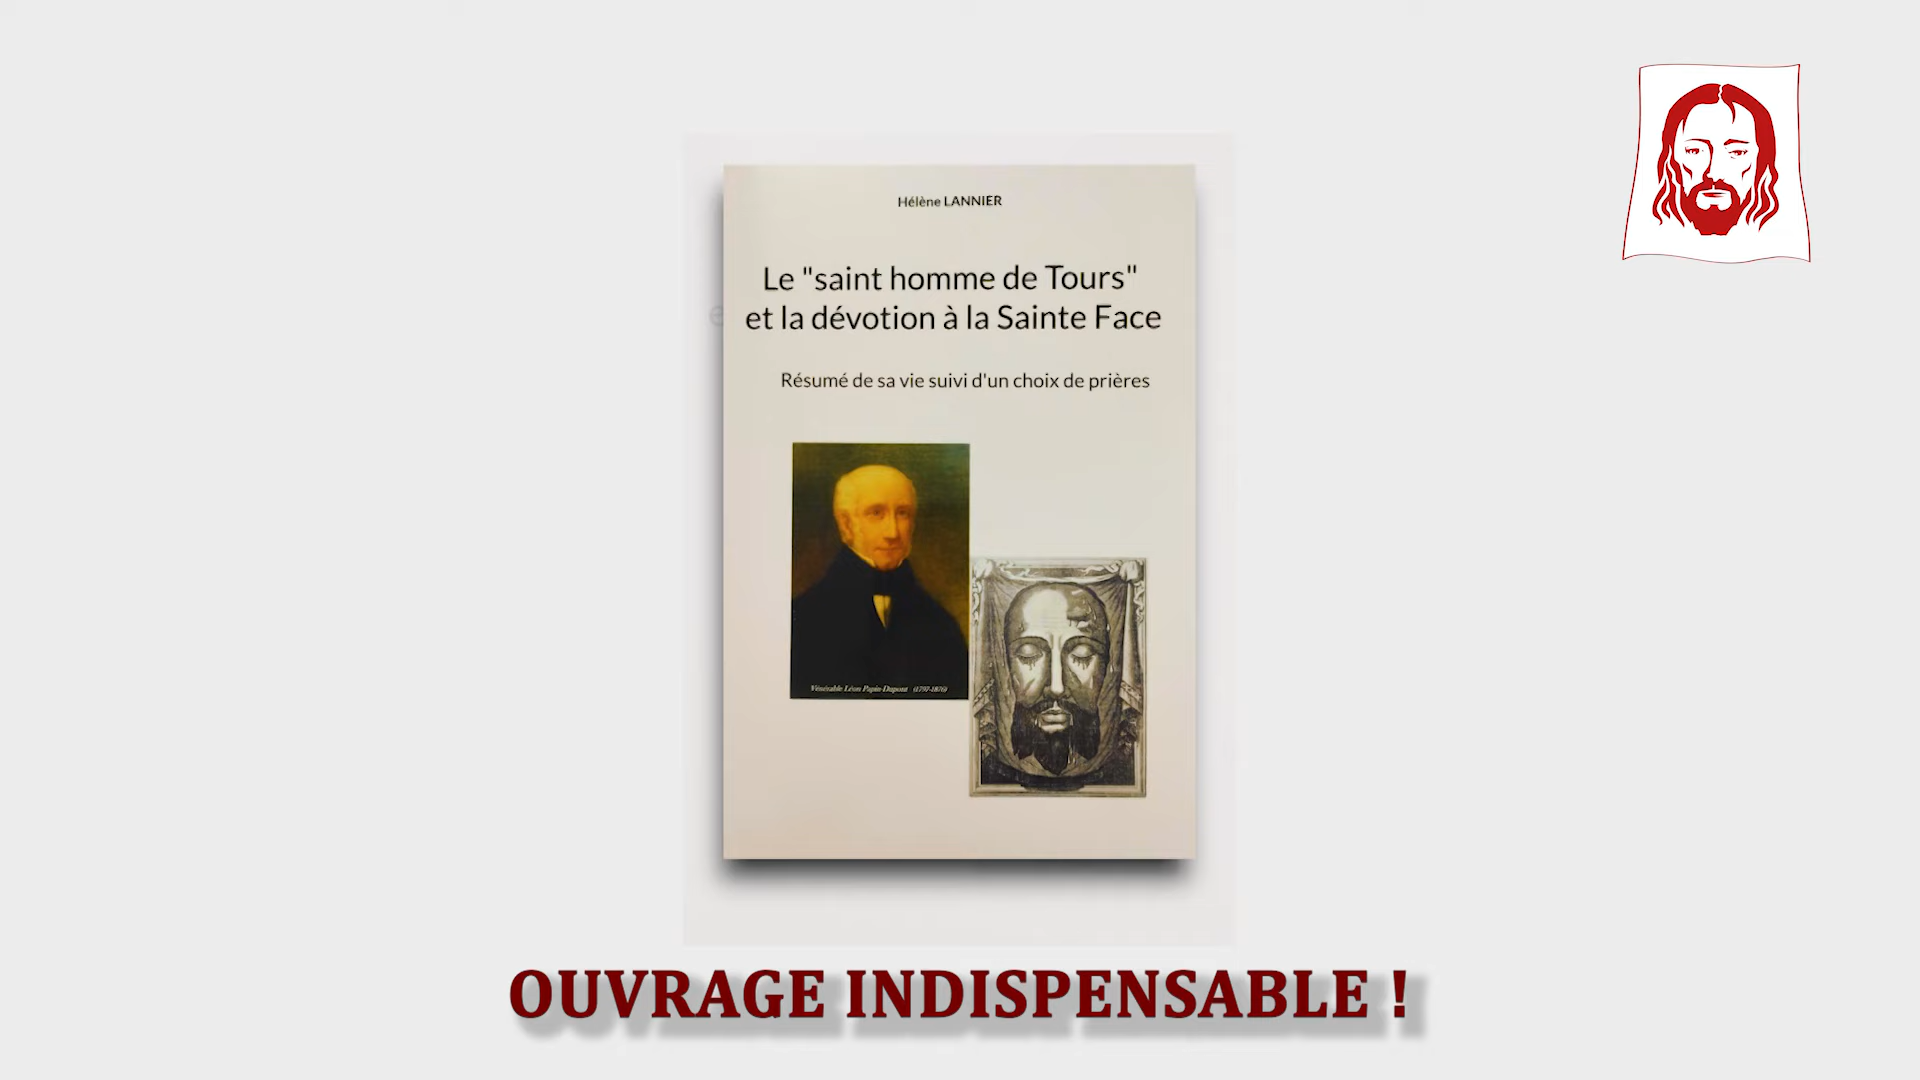 Hélène LANNIER
Le "saint homme de Tours"
et la dévotion à la Sainte Face
Résumé de sa vie suivi d'un choix de prières
Vénérable Léon Papin-Dupont (1797-1876)
OUVRAGE INDISPENSABLE !